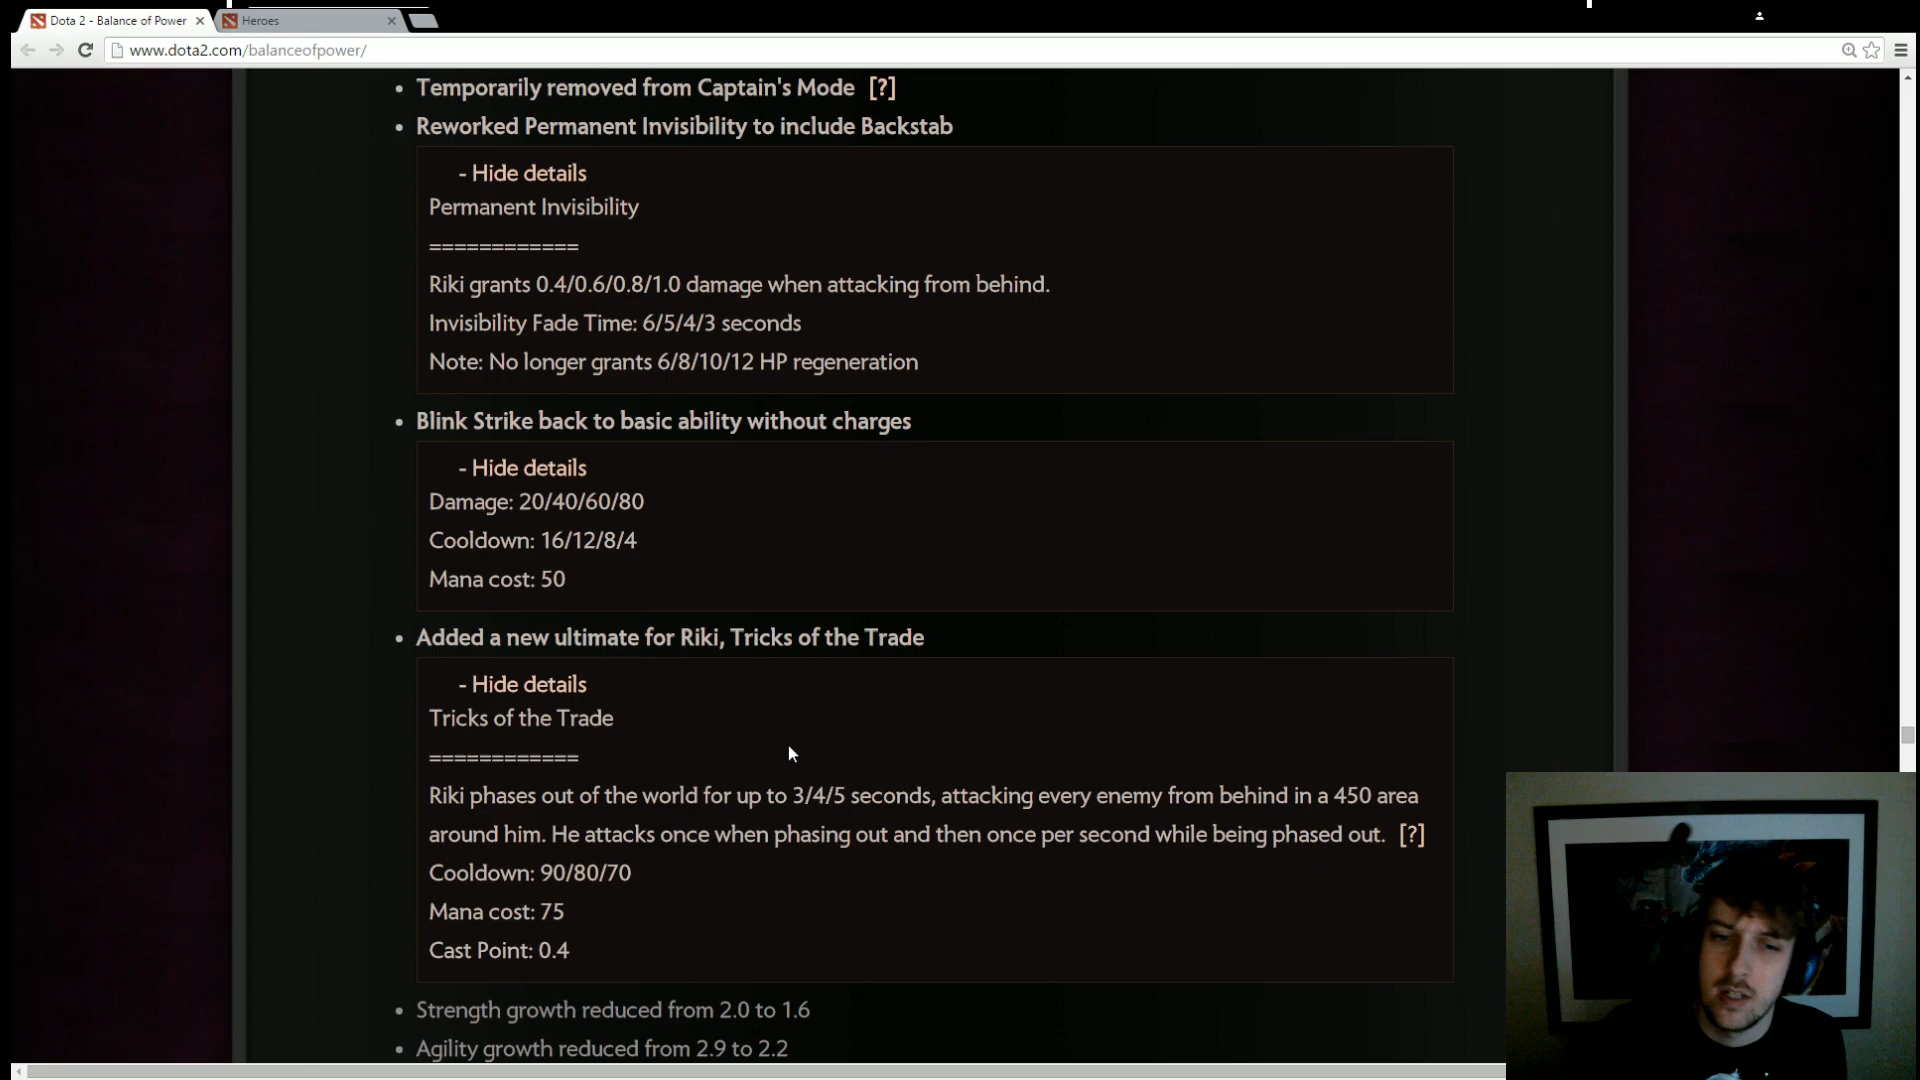 Dota 2 - Balance of Power
Heroes
www.dota2.com/balanceofpower/
Temporarily removed from Captain's Mode [?]
Reworked Permanent Invisibility to include Backstab
- Hide details
Permanent Invisibility
============
Riki grants 0.4/0.6/0.8/1.0 damage when attacking from behind.
Invisibility Fade Time: 6/5/4/3 seconds
Note: No longer grants 6/8/10/12 HP regeneration
Blink Strike back to basic ability without charges
- Hide details
Damage: 20/40/60/80
Cooldown: 16/12/8/4
Mana cost: 50
Added a new ultimate for Riki, Tricks of the Trade
- Hide details
Tricks of the Trade
============
Riki phases out of the world for up to 3/4/5 seconds, attacking every enemy from behind in a 450 area
around him. He attacks once when phasing out and then once per second while being phased out. [?]
Cooldown: 90/80/70
Mana cost: 75
Cast Point: 0.4
Strength growth reduced from 2.0 to 1.6
Agility growth reduced from 2.9 to 2.2